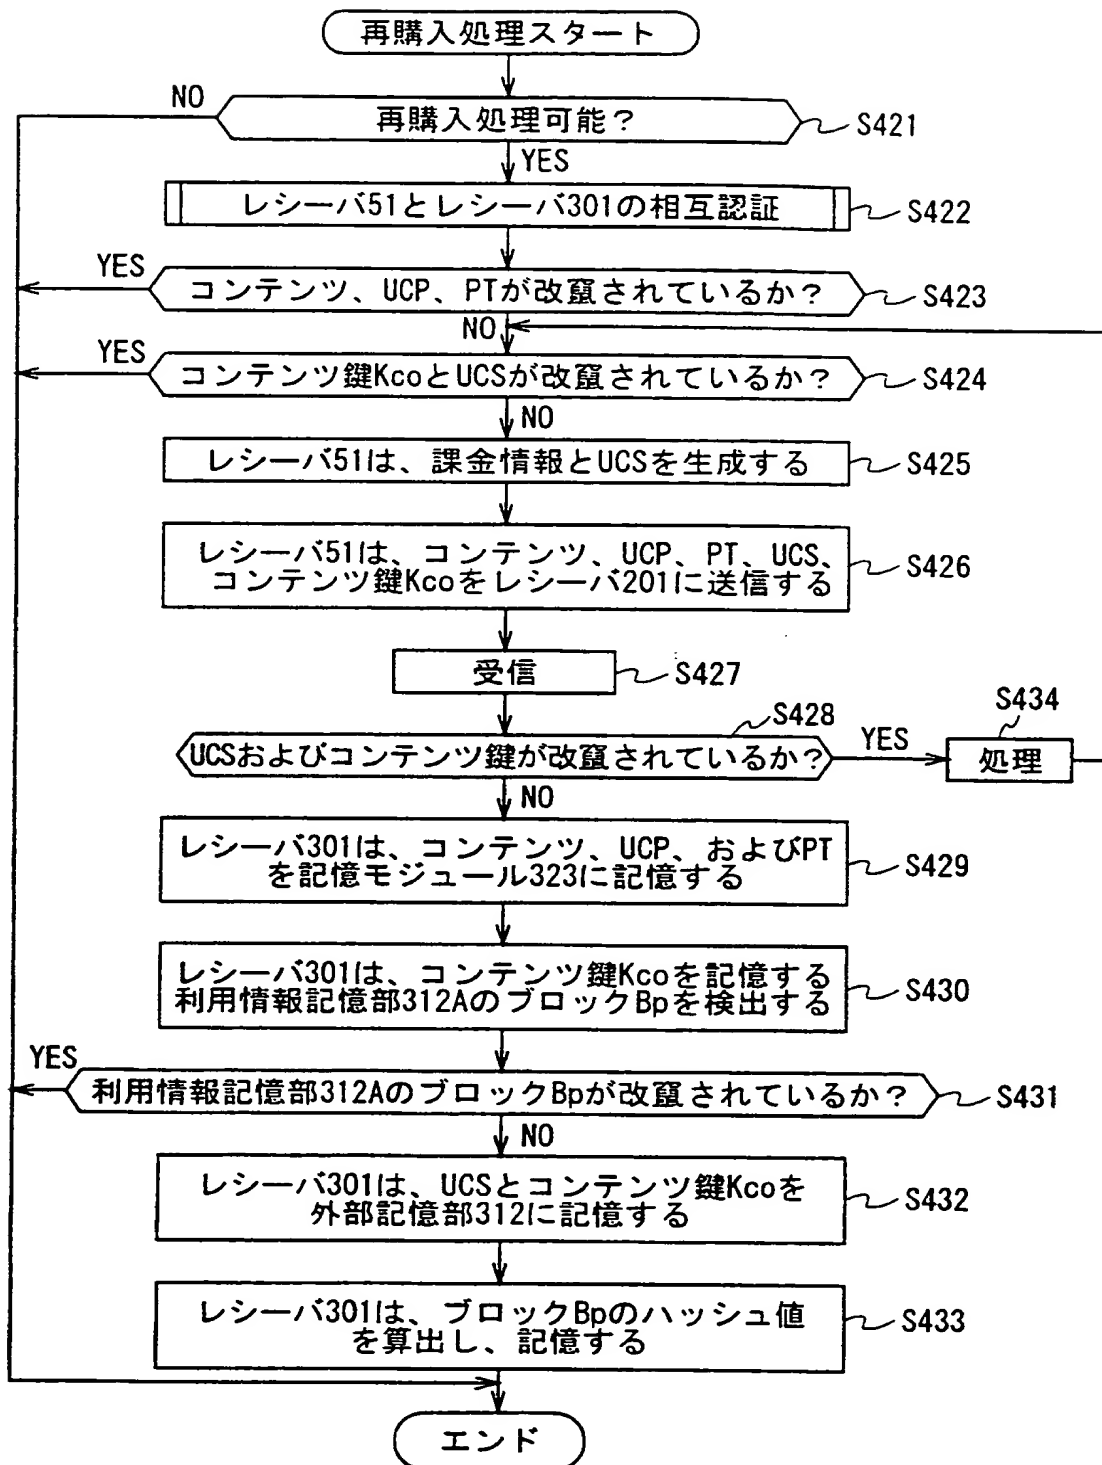 再購入処理スタート
NO
再購入処理可能？
S421
YES
レシーバ51とレシーバ301の相互認証
S422
YES
コンテンツ、UCP、PTが改竄されているか？
S423
NO
YES
コンテンツ鍵KcoとUCSが改竄されているか？
S424
NO
レシーバ51は、課金情報とUCSを生成する
S425
レシーバ51は、コンテンツ、UCP、PT、UCS、
コンテンツ鍵Kcoをレシーバ201に送信する
S426
受信
S427
S428
UCSおよびコンテンツ鍵が改竄されているか？
YES
S434
処理
NO
レシーバ301は、コンテンツ、UCP、およびPT
を記憶モジュール323に記憶する
S429
レシーバ301は、コンテンツ鍵Kcoを記憶する
利用情報記憶部312AのブロックBpを検出する
S430
YES
利用情報記憶部312AのブロックBpが改竄されているか？
S431
NO
レシーバ301は、UCSとコンテンツ鍵Kcoを
外部記憶部312に記憶する
S432
レシーバ301は、ブロックBpのハッシュ値
を算出し、記憶する
S433
エンド